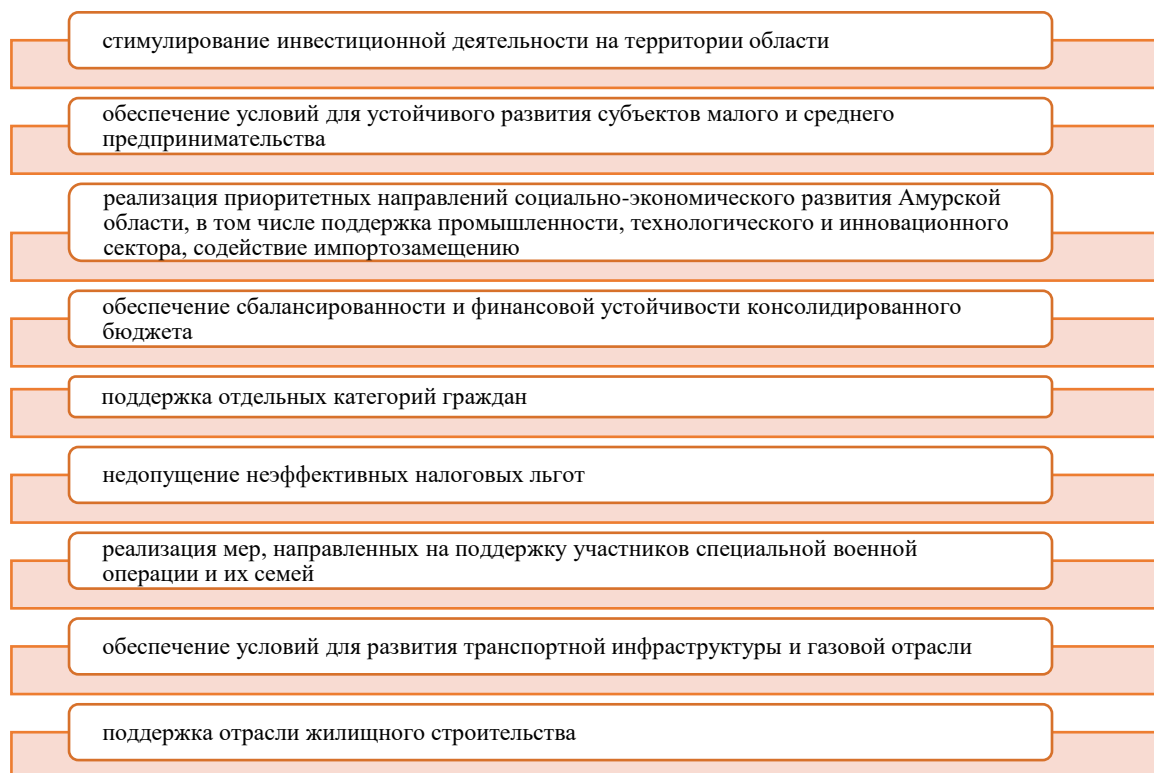 стимулирование инвестиционной деятельности на территории области
обеспечение условий для устойчивого развития субъектов малого и среднего
предпринимательства
реализация приоритетных направлений социально-экономического развития Амурской
области, в том числе поддержка промышленности, технологического и инновационного
сектора, содействие импортозамещению
обеспечение сбалансированности и финансовой устойчивости консолидированного
бюджета
поддержка отдельных категорий граждан
недопущение неэффективных налоговых льгот
реализация мер, направленных на поддержку участников специальной военной
операции и их семей
обеспечение условий для развития транспортной инфраструктуры и газовой отрасли
поддержка отрасли жилищного строительства